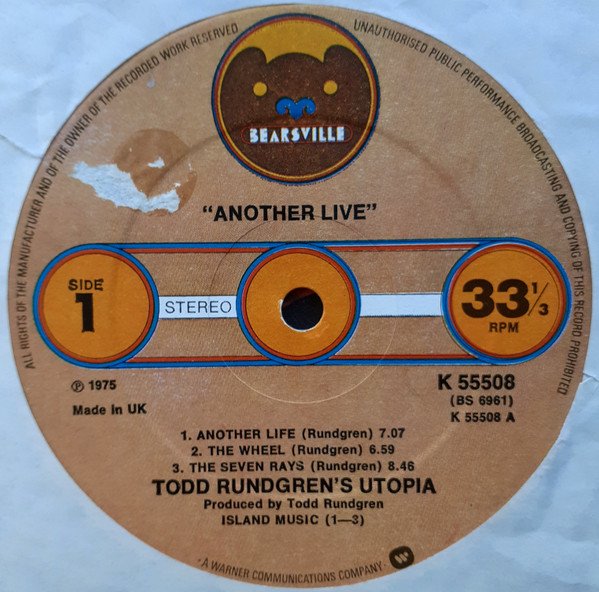 ALL RIGHTS OF THE MANUFACTURER AND OF THE OWNER OF THE RECORDED WORK RESERVED
UNAUTHORISED PUBLIC PERFORMANCE BROADCASTING AND COPYING OF THIS RECORD PROHIBITED
BEARSVILLE
"ANOTHER LIVE"
SIDE
1
STEREO
33 1/3
RPM
℗ 1975
Made in UK
K 55508
(BS 6961)
K 55508 A
1. ANOTHER LIFE (Rundgren) 7.07
2. THE WHEEL (Rundgren) 6.59
3. THE SEVEN RAYS (Rundgren) 8.46
TODD RUNDGREN'S UTOPIA
Produced by Todd Rundgren
ISLAND MUSIC (1—3)
· A WARNER COMMUNICATIONS COMPANY ·